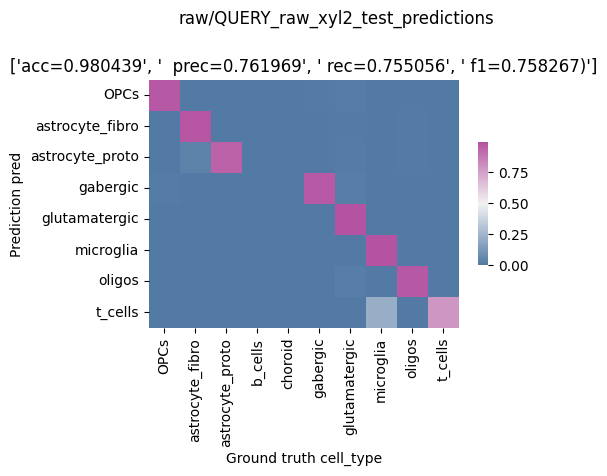 raw/QUERY_raw_xyl2_test_predictions
['acc=0.980439', '  prec=0.761969', ' rec=0.755056', ' f1=0.758267)']
OPCs
astrocyte_fibro
astrocyte_proto
gabergic
glutamatergic
microglia
oligos
t_cells
Prediction pred
0.75
0.50
0.25
0.00
OPCs
astrocyte_fibro
astrocyte_proto
b_cells
choroid
gabergic
glutamatergic
microglia
oligos
t_cells
Ground truth cell_type